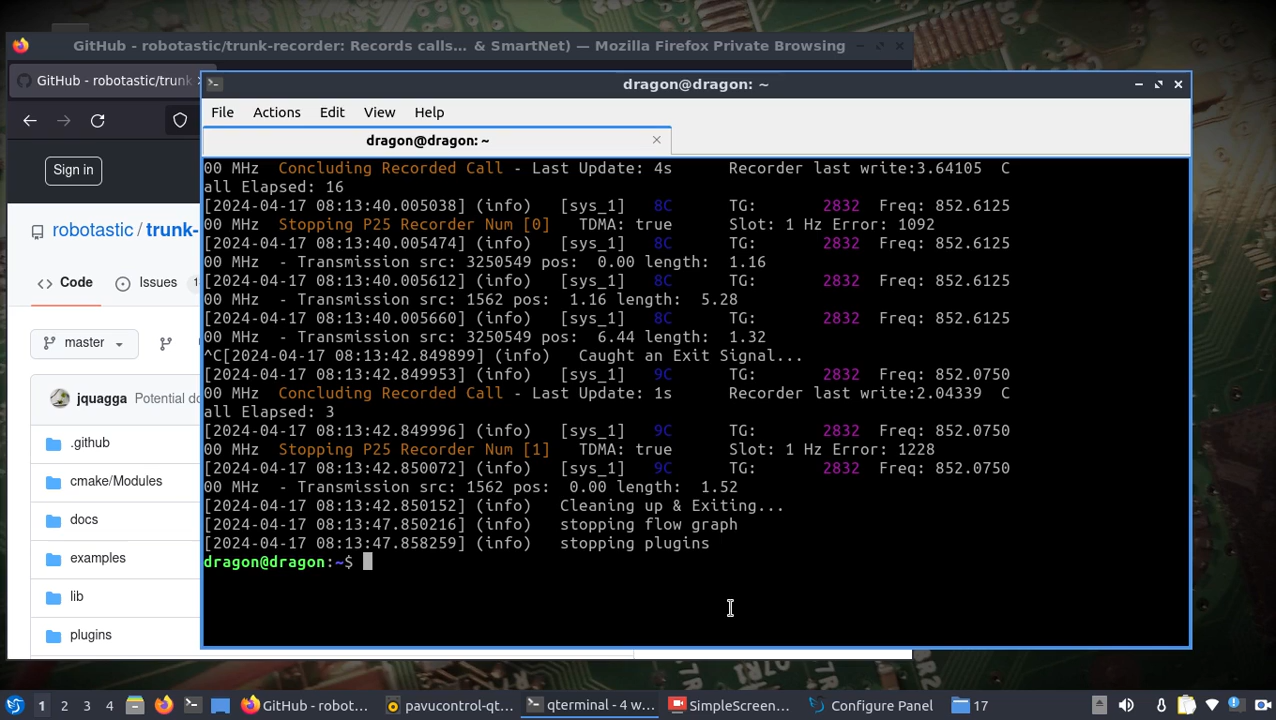 GitHub - robotastic/trunk-recorder: Records calls... & SmartNet) — Mozilla Firefox Private Browsing
GitHub - robotastic/trunk
dragon@dragon: ~
File Actions Edit View Help
dragon@dragon: ~
Sign in
robotastic / trunk-
Code Issues 1
master
jquagga Potential do
.github
cmake/Modules
docs
examples
lib
plugins
00 MHz Concluding Recorded Call - Last Update: 4s Recorder last write:3.64105 C
all Elapsed: 16
[2024-04-17 08:13:40.005038] (info) [sys_1] 8C TG: 2832 Freq: 852.6125
00 MHz Stopping P25 Recorder Num [0] TDMA: true Slot: 1 Hz Error: 1092
[2024-04-17 08:13:40.005474] (info) [sys_1] 8C TG: 2832 Freq: 852.6125
00 MHz - Transmission src: 3250549 pos: 0.00 length: 1.16
[2024-04-17 08:13:40.005612] (info) [sys_1] 8C TG: 2832 Freq: 852.6125
00 MHz - Transmission src: 1562 pos: 1.16 length: 5.28
[2024-04-17 08:13:40.005660] (info) [sys_1] 8C TG: 2832 Freq: 852.6125
00 MHz - Transmission src: 3250549 pos: 6.44 length: 1.32
^C[2024-04-17 08:13:42.849899] (info) Caught an Exit Signal...
[2024-04-17 08:13:42.849953] (info) [sys_1] 9C TG: 2832 Freq: 852.0750
00 MHz Concluding Recorded Call - Last Update: 1s Recorder last write:2.04339 C
all Elapsed: 3
[2024-04-17 08:13:42.849996] (info) [sys_1] 9C TG: 2832 Freq: 852.0750
00 MHz Stopping P25 Recorder Num [1] TDMA: true Slot: 1 Hz Error: 1228
[2024-04-17 08:13:42.850072] (info) [sys_1] 9C TG: 2832 Freq: 852.0750
00 MHz - Transmission src: 1562 pos: 0.00 length: 1.52
[2024-04-17 08:13:42.850152] (info) Cleaning up & Exiting...
[2024-04-17 08:13:47.850216] (info) stopping flow graph
[2024-04-17 08:13:47.858259] (info) stopping plugins
dragon@dragon:~$
1 2 3 4 GitHub - robot... pavucontrol-qt... qterminal - 4 w... SimpleScreen... Configure Panel 17